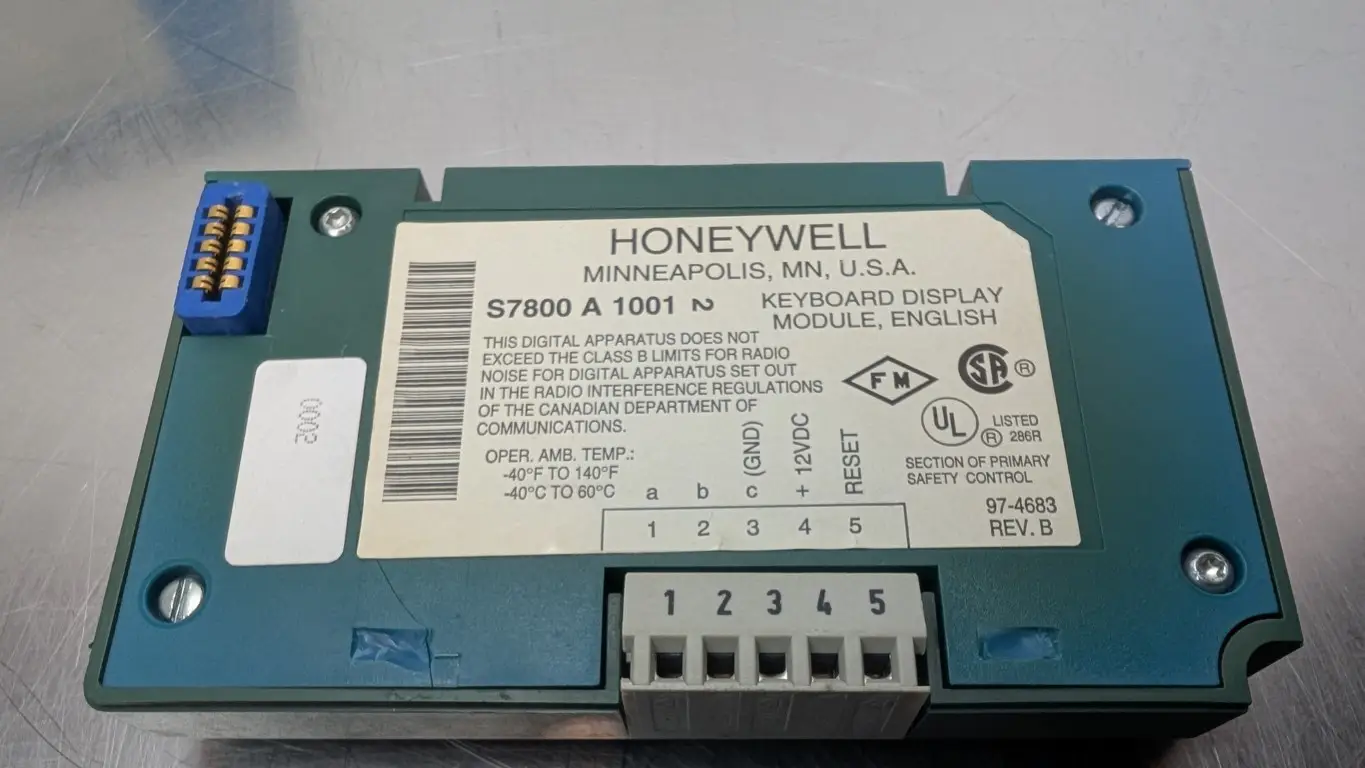 HONEYWELL
MINNEAPOLIS, MN, U.S.A.
S7800 A 1001 2
KEYBOARD DISPLAY
MODULE, ENGLISH
THIS DIGITAL APPARATUS DOES NOT
EXCEED THE CLASS B LIMITS FOR RADIO
NOISE FOR DIGITAL APPARATUS SET OUT
IN THE RADIO INTERFERENCE REGULATIONS
OF THE CANADIAN DEPARTMENT OF
COMMUNICATIONS.
FM
SA ®
UL ® LISTED
286R
OPER. AMB. TEMP.:
-40°F TO 140°F
-40°C TO 60°C
SECTION OF PRIMARY
SAFETY CONTROL
a b c (GND) + 12VDC RESET
1 2 3 4 5
97-4683
REV. B
0002
1 2 3 4 5